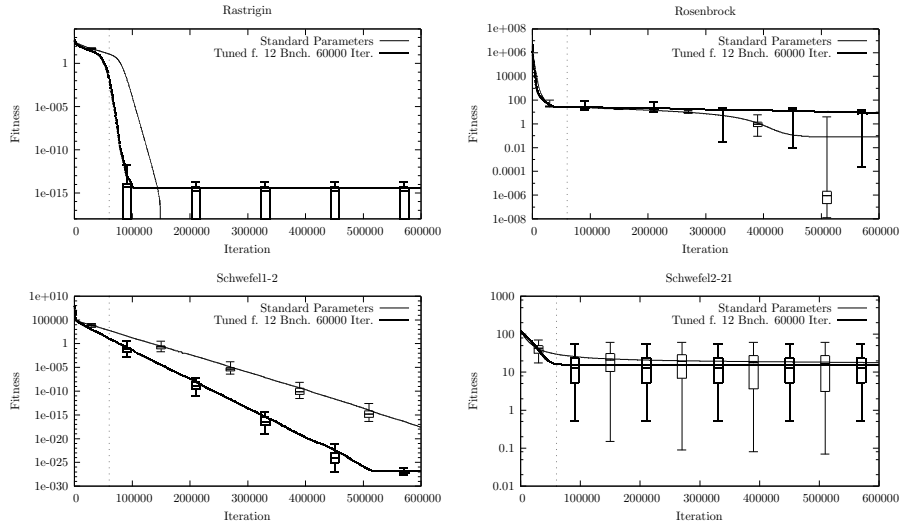 Rastrigin
Standard Parameters
Tuned f. 12 Bnch. 60000 Iter.
Fitness
1
1e-005
1e-010
1e-015
0 100000 200000 300000 400000 500000 600000
Iteration
Rosenbrock
Standard Parameters
Tuned f. 12 Bnch. 60000 Iter.
Fitness
1e+008
1e+006
10000
100
1
0.01
0.0001
1e-006
1e-008
0 100000 200000 300000 400000 500000 600000
Iteration
Schwefel1-2
Standard Parameters
Tuned f. 12 Bnch. 60000 Iter.
Fitness
1e+010
100000
1
1e-005
1e-010
1e-015
1e-020
1e-025
1e-030
0 100000 200000 300000 400000 500000 600000
Iteration
Schwefel2-21
Standard Parameters
Tuned f. 12 Bnch. 60000 Iter.
Fitness
1000
100
10
1
0.1
0.01
0 100000 200000 300000 400000 500000 600000
Iteration